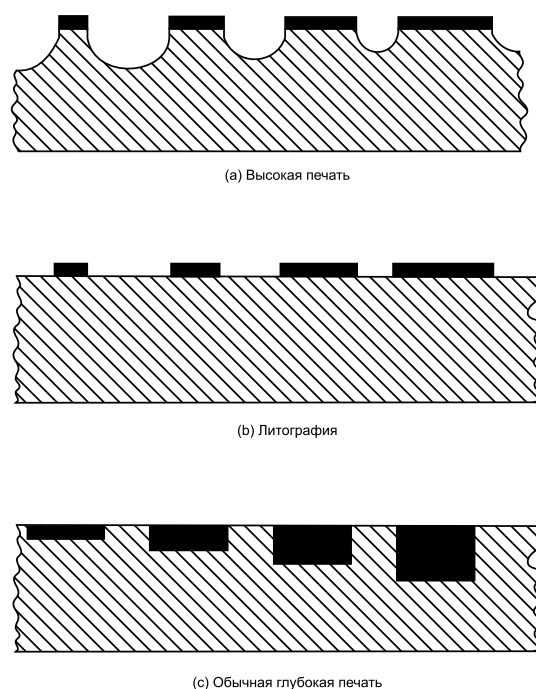 (a) Высокая печать
(b) Литография
(c) Обычная глубокая печать